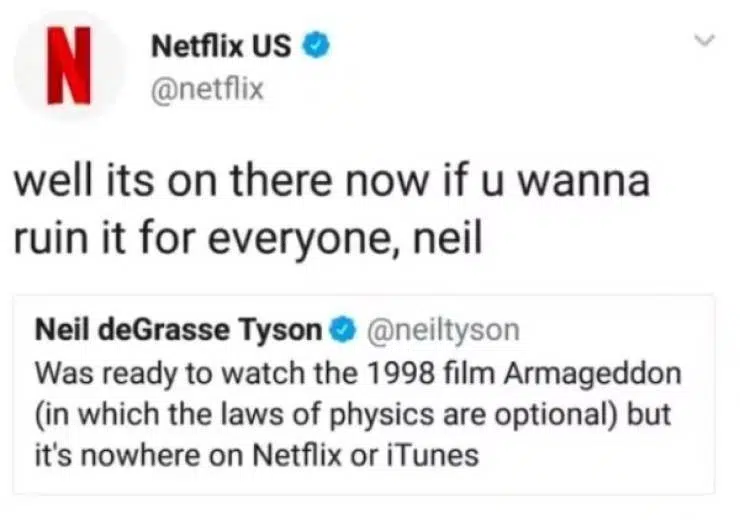 N
Netflix US
@netflix
well its on there now if u wanna
ruin it for everyone, neil
Neil deGrasse Tyson @neiltyson
Was ready to watch the 1998 film Armageddon
(in which the laws of physics are optional) but
it's nowhere on Netflix or iTunes